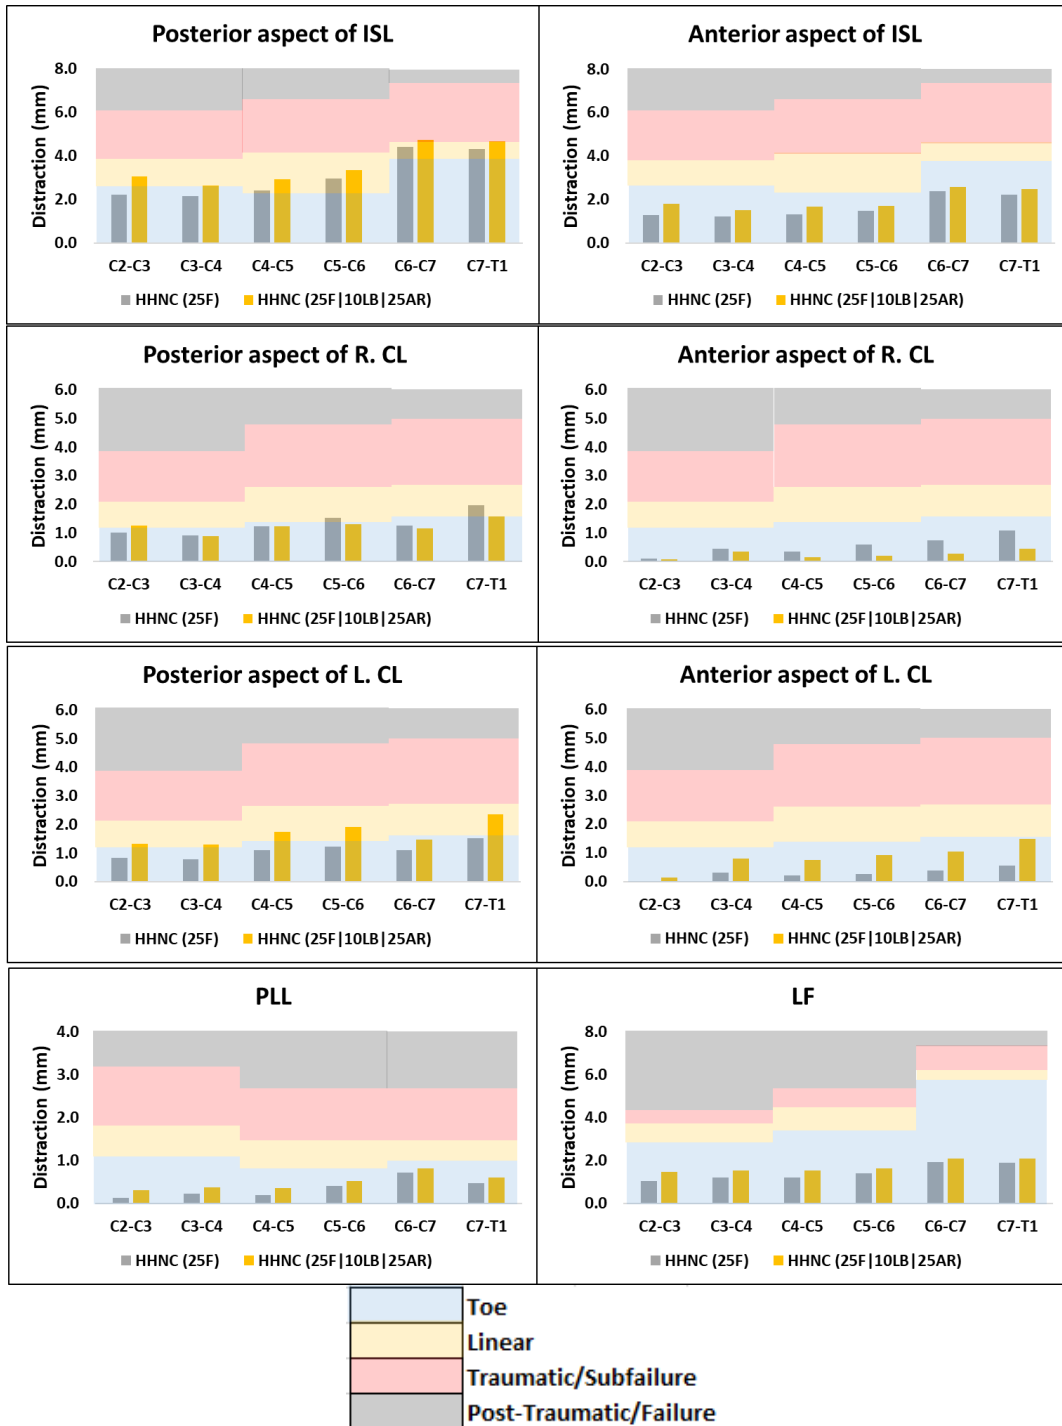 Posterior aspect of ISL
Distraction (mm)
8.0
6.0
4.0
2.0
0.0
C2-C3 C3-C4 C4-C5 C5-C6 C6-C7 C7-T1
HHNC (25F) HHNC (25F|10LB|25AR)
Anterior aspect of ISL
Distraction (mm)
8.0
6.0
4.0
2.0
0.0
C2-C3 C3-C4 C4-C5 C5-C6 C6-C7 C7-T1
HHNC (25F) HHNC (25F|10LB|25AR)
Posterior aspect of R. CL
Distraction (mm)
6.0
5.0
4.0
3.0
2.0
1.0
0.0
C2-C3 C3-C4 C4-C5 C5-C6 C6-C7 C7-T1
HHNC (25F) HHNC (25F|10LB|25AR)
Anterior aspect of R. CL
Distraction (mm)
6.0
5.0
4.0
3.0
2.0
1.0
0.0
C2-C3 C3-C4 C4-C5 C5-C6 C6-C7 C7-T1
HHNC (25F) HHNC (25F|10LB|25AR)
Posterior aspect of L. CL
Distraction (mm)
6.0
5.0
4.0
3.0
2.0
1.0
0.0
C2-C3 C3-C4 C4-C5 C5-C6 C6-C7 C7-T1
HHNC (25F) HHNC (25F|10LB|25AR)
Anterior aspect of L. CL
Distraction (mm)
6.0
5.0
4.0
3.0
2.0
1.0
0.0
C2-C3 C3-C4 C4-C5 C5-C6 C6-C7 C7-T1
HHNC (25F) HHNC (25F|10LB|25AR)
PLL
Distraction (mm)
4.0
3.0
2.0
1.0
0.0
C2-C3 C3-C4 C4-C5 C5-C6 C6-C7 C7-T1
HHNC (25F) HHNC (25F|10LB|25AR)
LF
Distraction (mm)
8.0
6.0
4.0
2.0
0.0
C2-C3 C3-C4 C4-C5 C5-C6 C6-C7 C7-T1
HHNC (25F) HHNC (25F|10LB|25AR)
Toe
Linear
Traumatic/Subfailure
Post-Traumatic/Failure